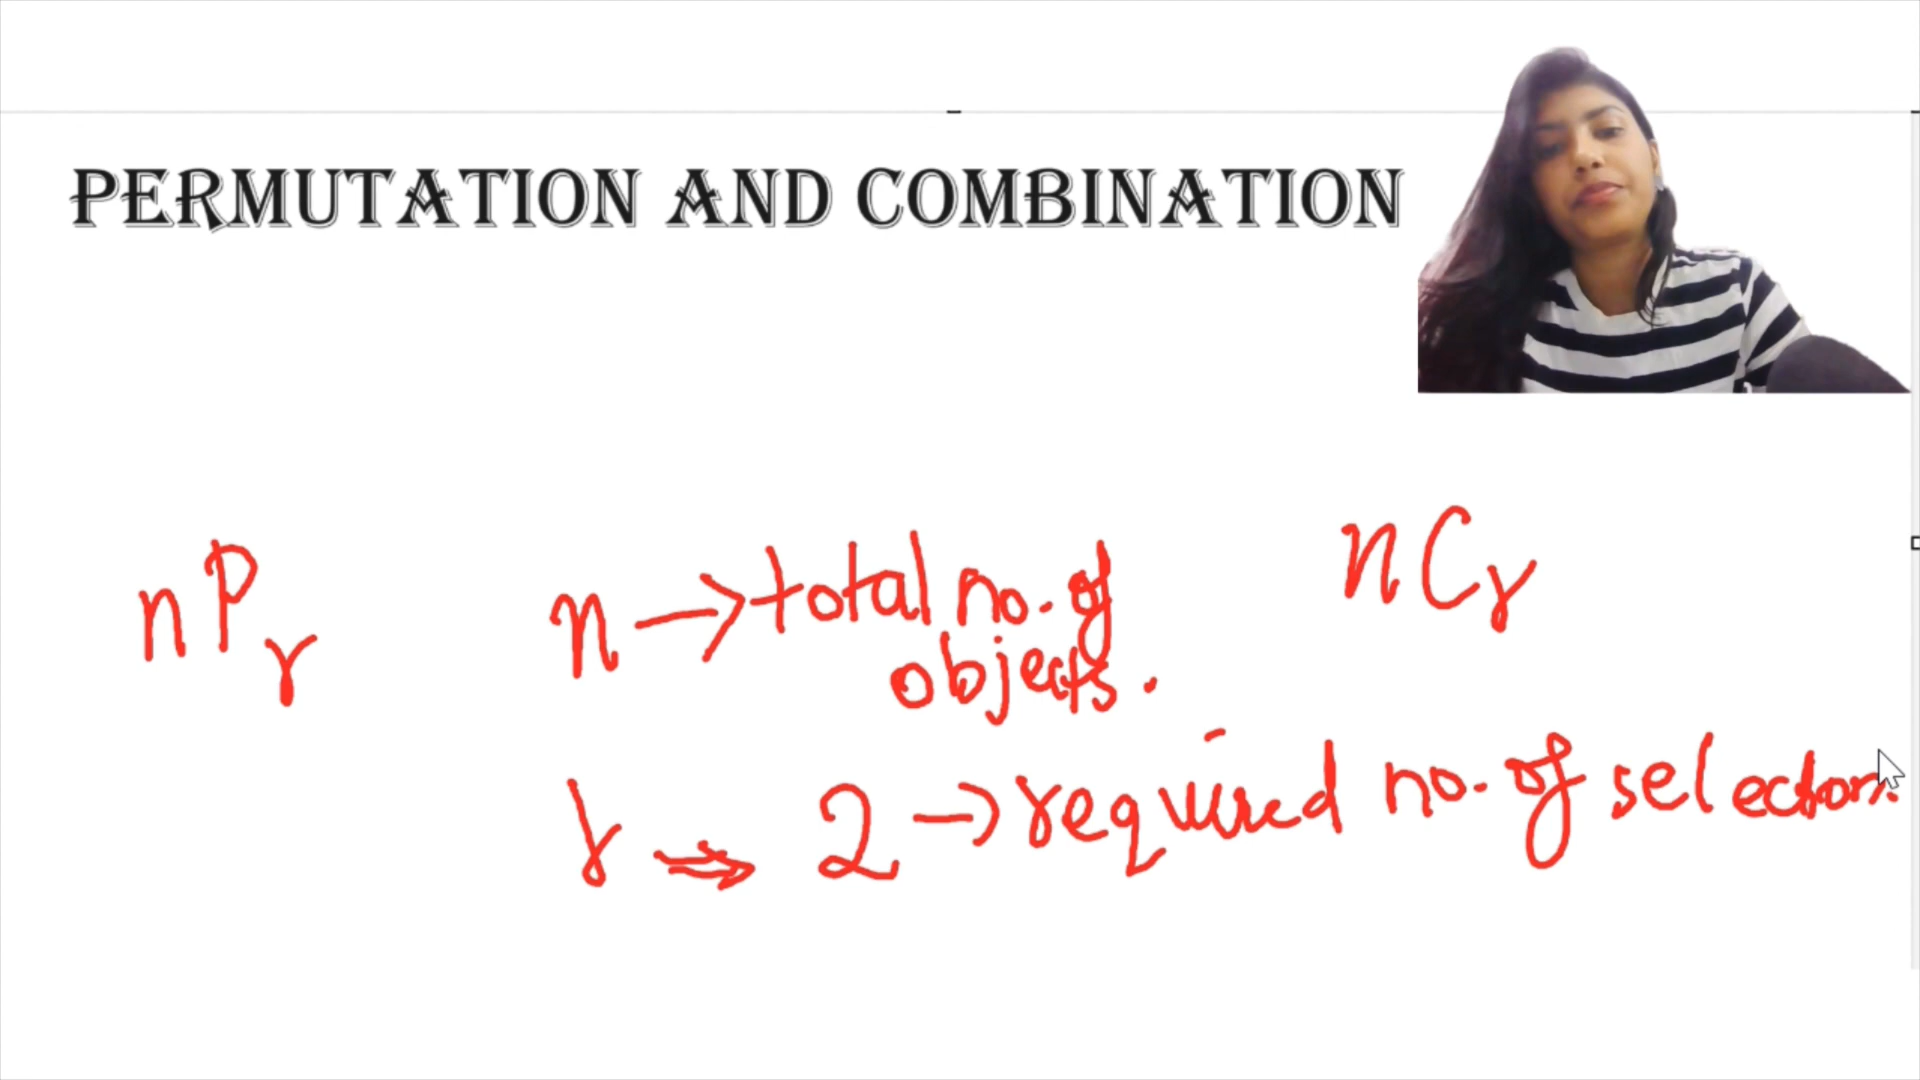 PERMUTATION AND COMBINATION
nPr
n → total no. of
objects.
nCr
r ⇒ 2 → required no. of selection.